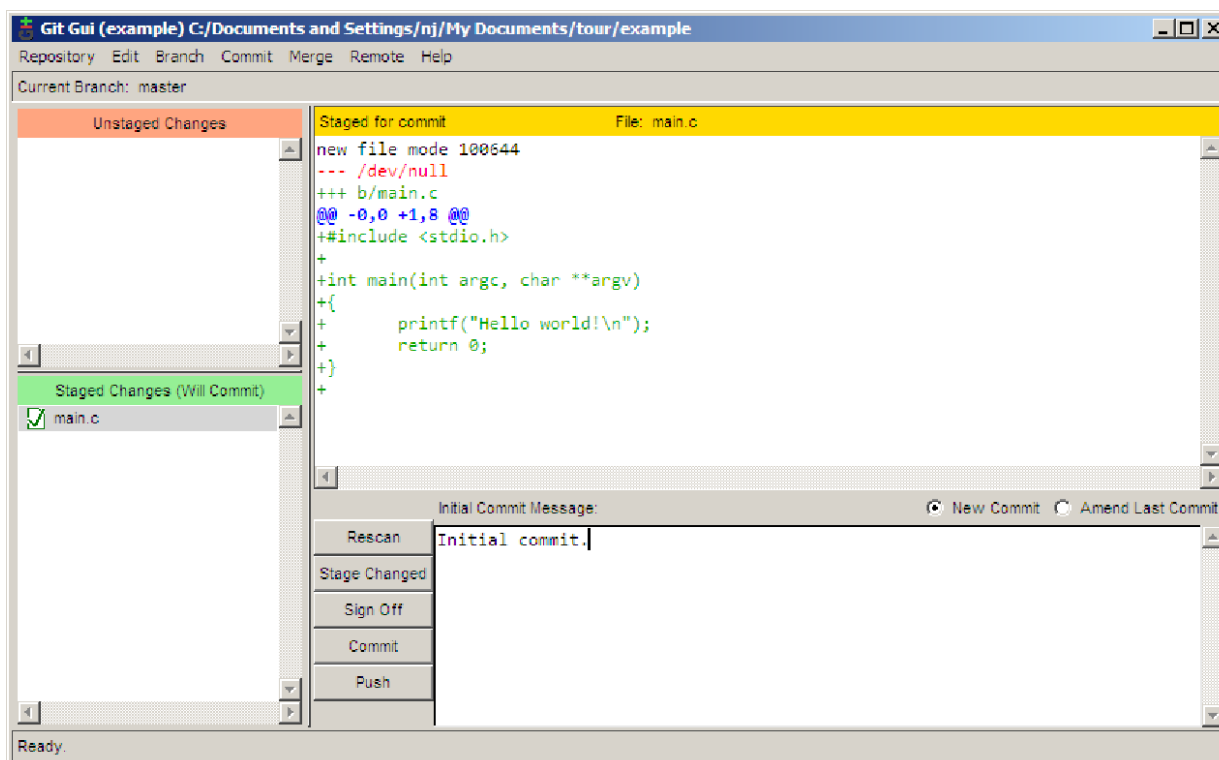 Git Gui (example) C:/Documents and Settings/nj/My Documents/tour/example
Repository Edit Branch Commit Merge Remote Help
Current Branch: master
Unstaged Changes
Staged for commit File: main.c
new file mode 100644
--- /dev/null
+++ b/main.c
@@ -0,0 +1,8 @@
+#include <stdio.h>
+
+int main(int argc, char **argv)
+{
+       printf("Hello world!\n");
+       return 0;
+}
+
Staged Changes (Will Commit)
main.c
Initial Commit Message: New Commit Amend Last Commit
Rescan
Stage Changed
Sign Off
Commit
Push
Initial commit.
Ready.